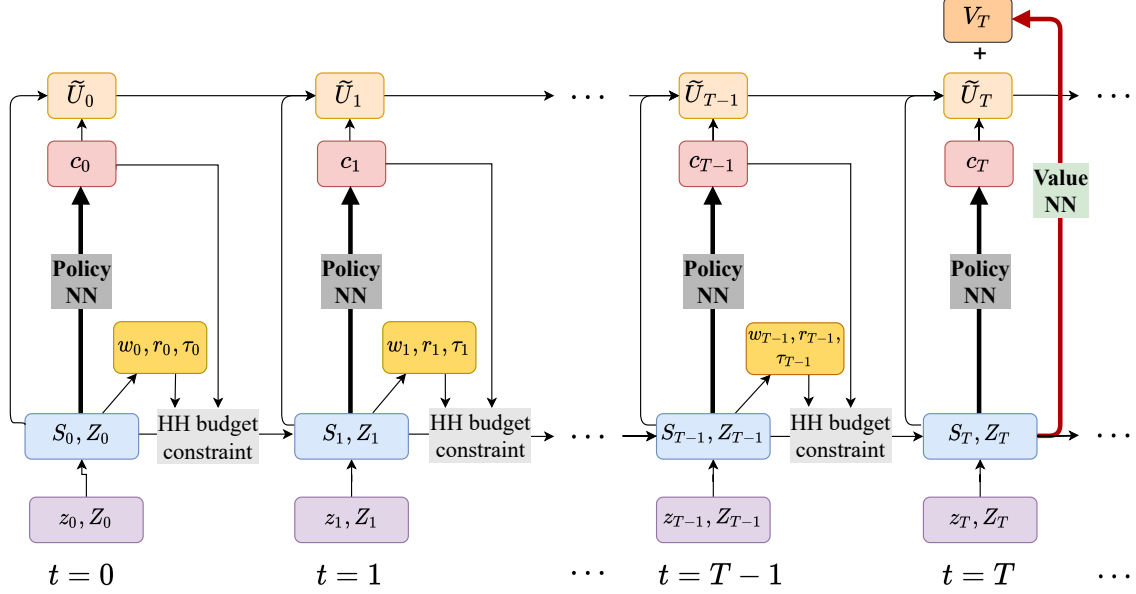 V_T
+
Ũ_0
Ũ_1
···
Ũ_{T−1}
Ũ_T
···
c_0
c_1
c_{T−1}
c_T
Value
NN
Policy
NN
Policy
NN
Policy
NN
Policy
NN
w_0, r_0, τ_0
w_1, r_1, τ_1
w_{T−1}, r_{T−1},
τ_{T−1}
S_0, Z_0
HH budget
constraint
S_1, Z_1
HH budget
constraint
···
S_{T−1}, Z_{T−1}
HH budget
constraint
S_T, Z_T
···
z_0, Z_0
z_1, Z_1
z_{T−1}, Z_{T−1}
z_T, Z_T
t = 0
t = 1
···
t = T − 1
t = T
···